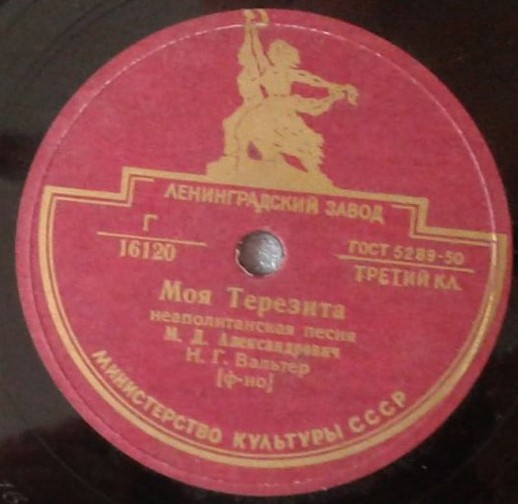 ЛЕНИНГРАДСКИЙ ЗАВОД
Г
16120
ГОСТ 5289-50
ТРЕТИЙ КЛ.
Моя Терезита
неаполитанская песня
М. Д. Александрович
Н. Г. Вальтер
[ф-но]
МИНИСТЕРСТВО КУЛЬТУРЫ СССР